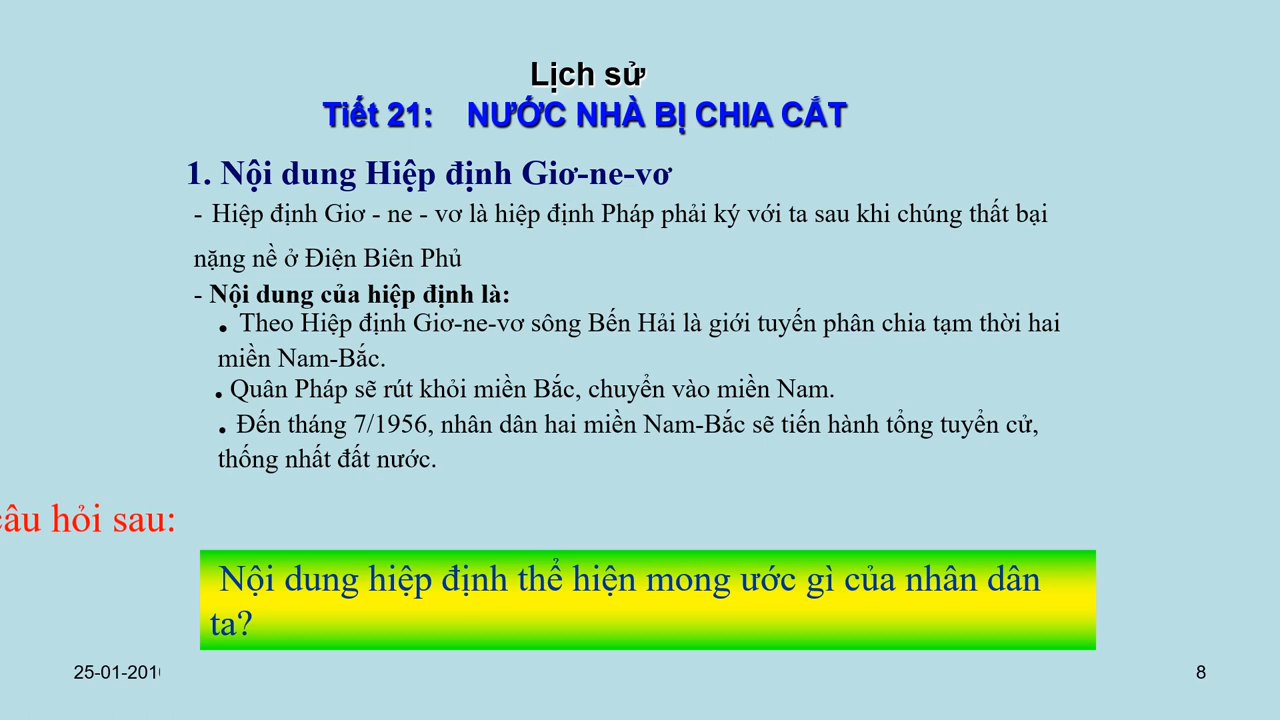 Lịch sử
Tiết 21: NƯỚC NHÀ BỊ CHIA CẮT
1. Nội dung Hiệp định Giơ-ne-vơ
- Hiệp định Giơ - ne - vơ là hiệp định Pháp phải ký với ta sau khi chúng thất bại
nặng nề ở Điện Biên Phủ
- Nội dung của hiệp định là:
. Theo Hiệp định Giơ-ne-vơ sông Bến Hải là giới tuyến phân chia tạm thời hai
miền Nam-Bắc.
. Quân Pháp sẽ rút khỏi miền Bắc, chuyển vào miền Nam.
. Đến tháng 7/1956, nhân dân hai miền Nam-Bắc sẽ tiến hành tổng tuyển cử,
thống nhất đất nước.
câu hỏi sau:
Nội dung hiệp định thể hiện mong ước gì của nhân dân
ta?
25-01-201
8